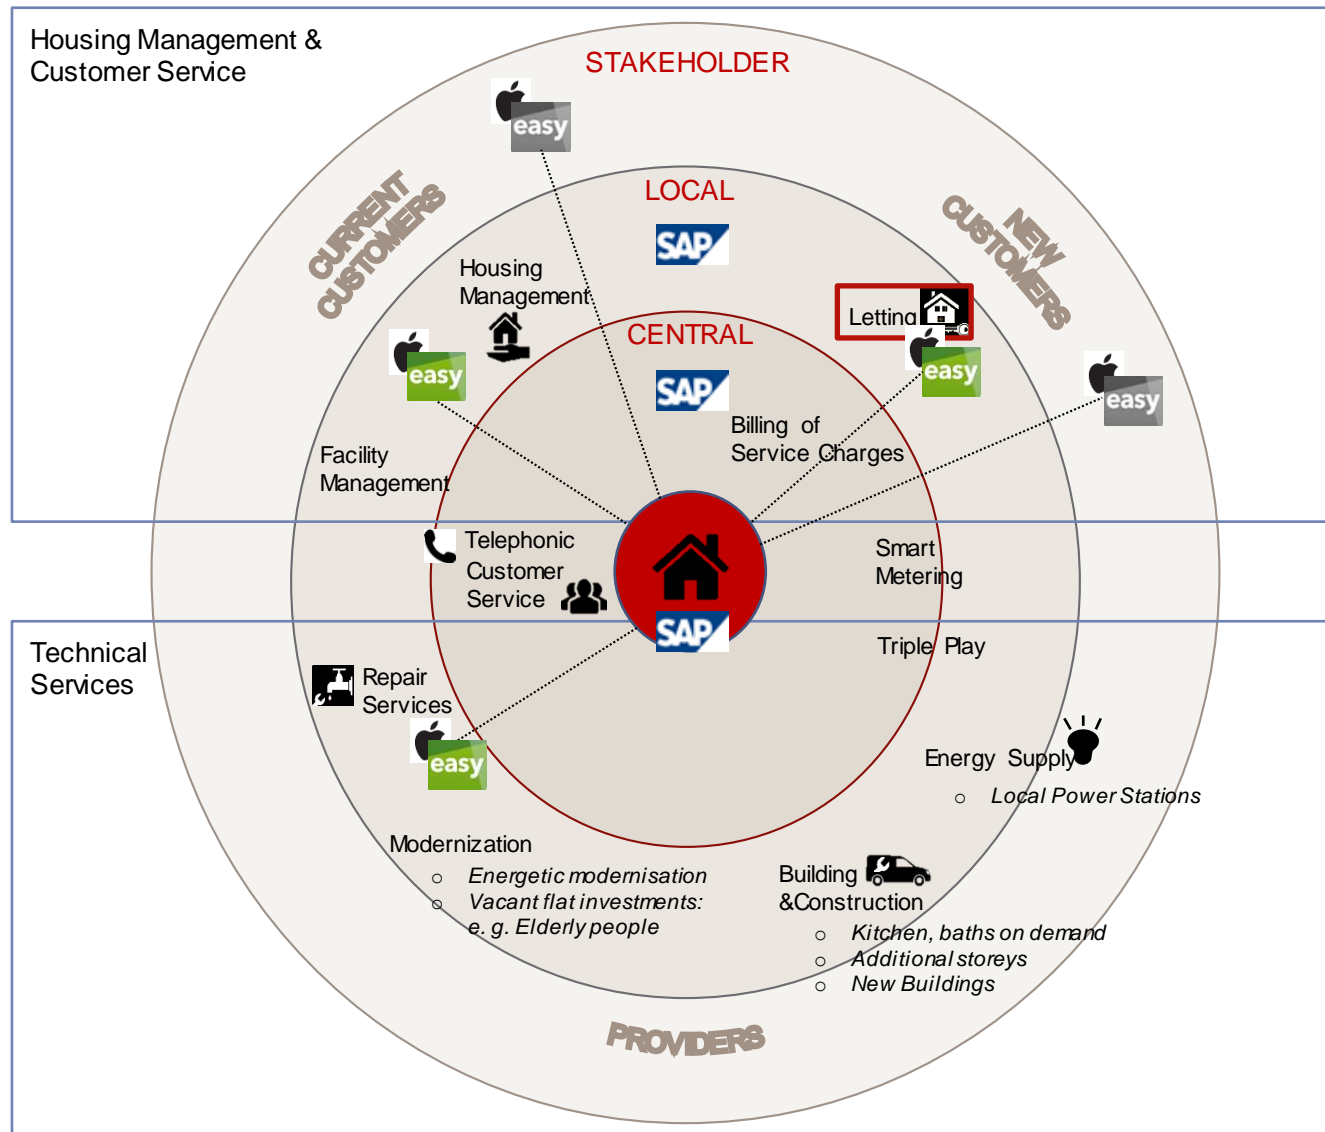 Housing Management &
Customer Service
STAKEHOLDER
easy
CURRENT
CUSTOMERS
NEW
CUSTOMERS
LOCAL
SAP
Housing
Management
Letting
easy
easy
easy
CENTRAL
SAP
Billing of
Service Charges
Facility
Management
Telephonic
Customer
Service
Smart
Metering
SAP
Technical
Services
Triple Play
Repair
Services
easy
Energy Supply
o Local Power Stations
Modernization
o Energetic modernisation
o Vacant flat investments:
e. g. Elderly people
Building
&Construction
o Kitchen, baths on demand
o Additional storeys
o New Buildings
PROVIDERS